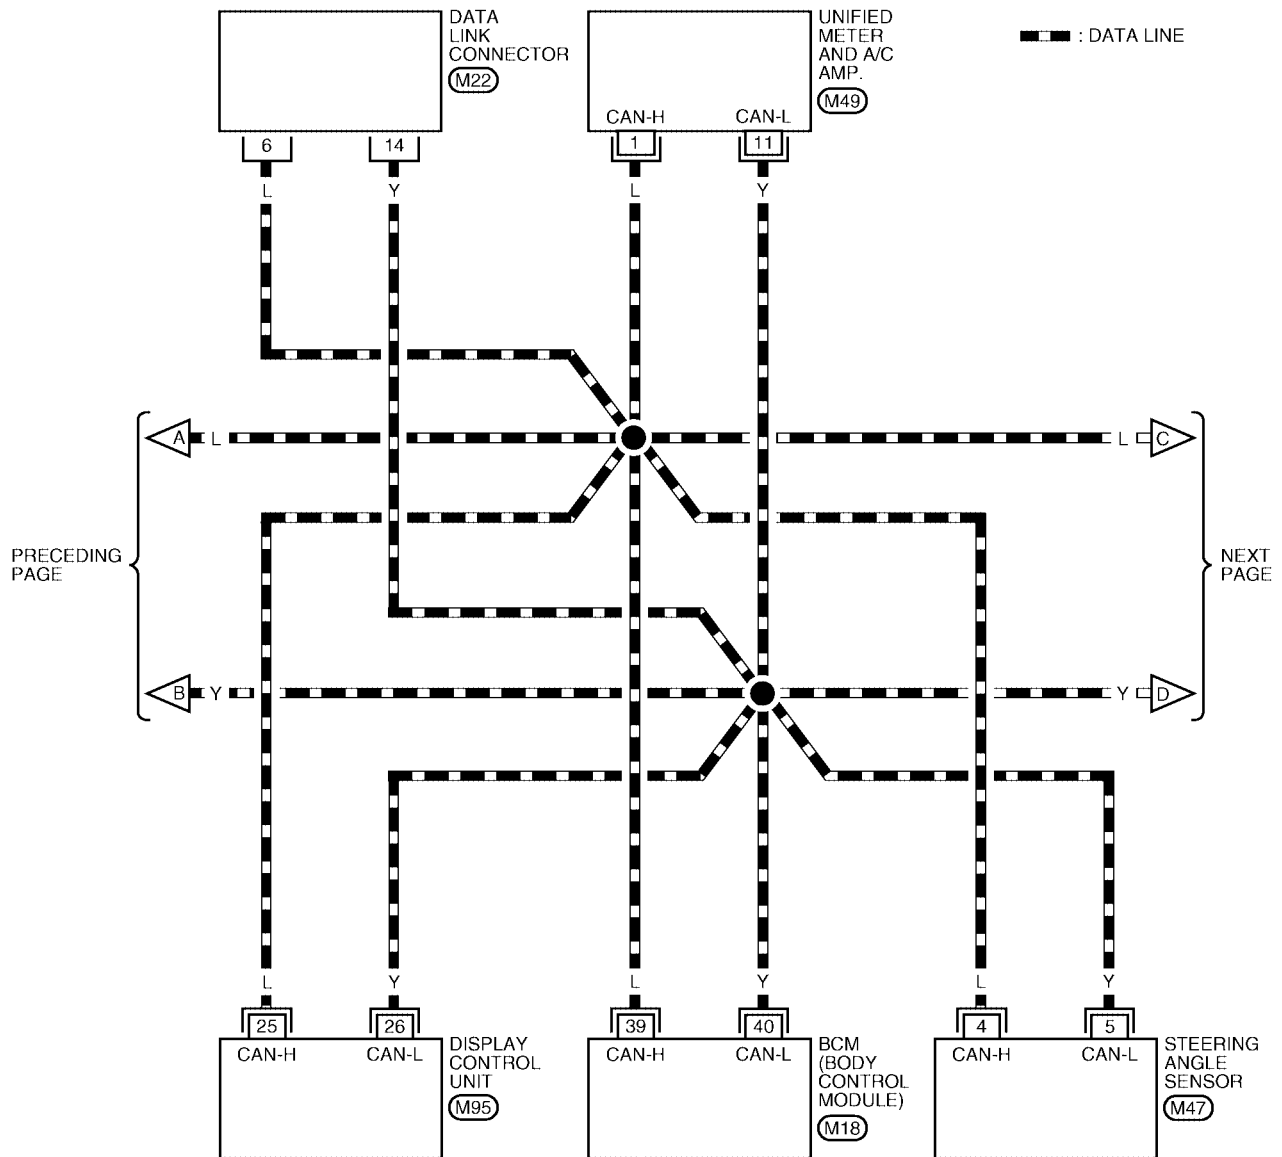 DATA
LINK
CONNECTOR
M22
UNIFIED
METER
AND A/C
AMP.
M49
: DATA LINE
CAN-H CAN-L
6 14 1 11
L Y L Y
A L L C
PRECEDING
PAGE
NEXT
PAGE
B Y Y D
L Y L Y L Y
25 26 39 40 4 5
CAN-H CAN-L
DISPLAY
CONTROL
UNIT
M95
CAN-H CAN-L
BCM
(BODY
CONTROL
MODULE)
M18
CAN-H CAN-L
STEERING
ANGLE
SENSOR
M47